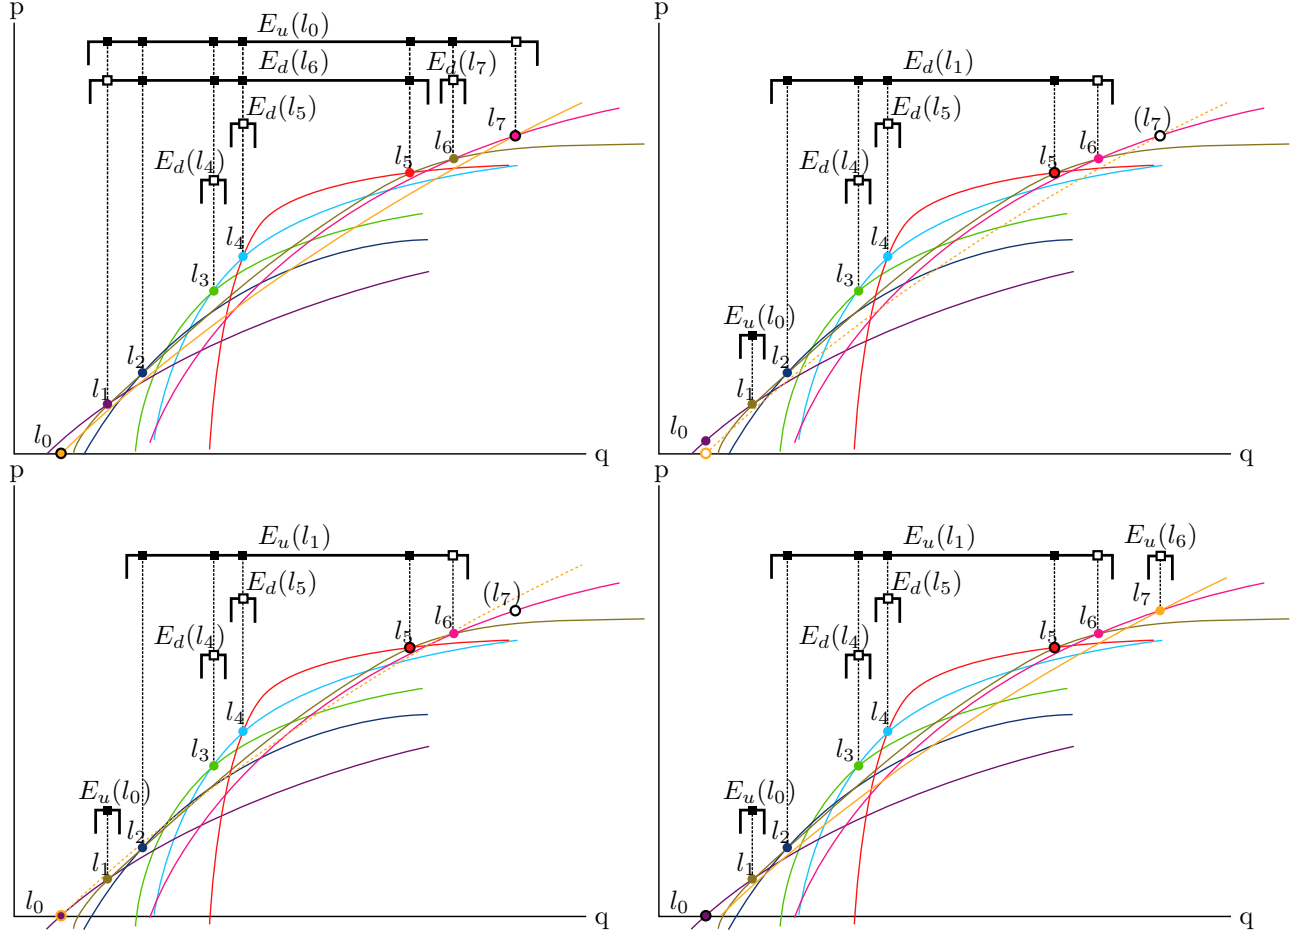 p
E_u(l_0)
E_d(l_6)
E_d(l_7)
E_d(l_5)
E_d(l_4)
l_7
l_6
l_5
l_4
l_3
l_2
l_1
l_0
q
p
E_d(l_1)
E_d(l_5)
(l_7)
E_d(l_4)
l_6
l_5
l_4
l_3
E_u(l_0)
l_2
l_1
l_0
q
p
E_u(l_1)
E_d(l_5)
(l_7)
E_d(l_4)
l_6
l_5
l_4
l_3
E_u(l_0)
l_2
l_1
l_0
q
p
E_u(l_1)
E_u(l_6)
E_d(l_5)
l_7
E_d(l_4)
l_6
l_5
l_4
l_3
E_u(l_0)
l_2
l_1
l_0
q